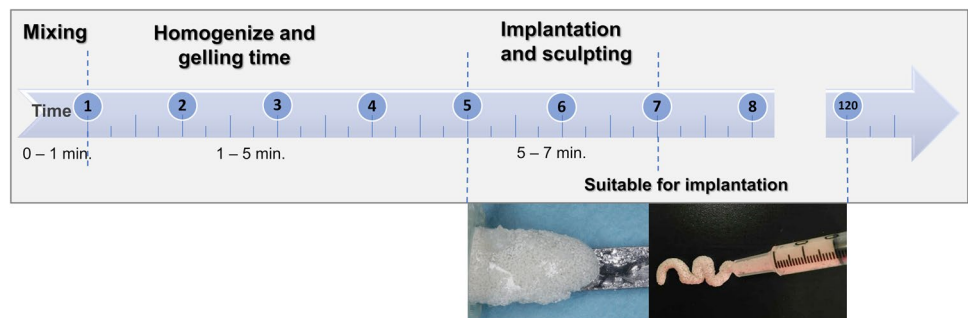 Mixing
Homogenize and
gelling time
Implantation
and sculpting
Time 1 2 3 4 5 6 7 8 120
0 – 1 min.
1 – 5 min.
5 – 7 min.
Suitable for implantation